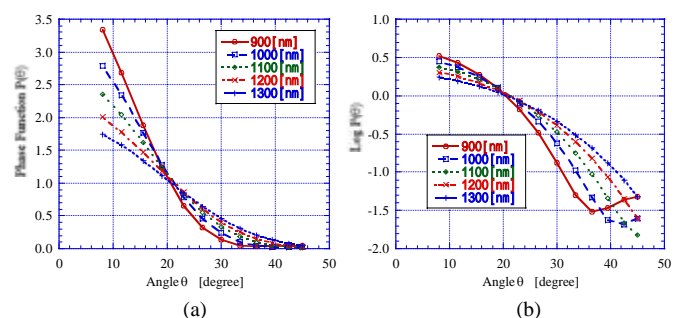 3.5
3.0
2.5
2.0
1.5
1.0
0.5
0.0
0 10 20 30 40 50
Phase Function P(θ)
Angle θ [degree]
900[nm]
1000[nm]
1100[nm]
1200[nm]
1300[nm]
(a)
1.0
0.5
0.0
-0.5
-1.0
-1.5
-2.0
0 10 20 30 40 50
Log P(θ)
Angle θ [degree]
900[nm]
1000[nm]
1100[nm]
1200[nm]
1300[nm]
(b)